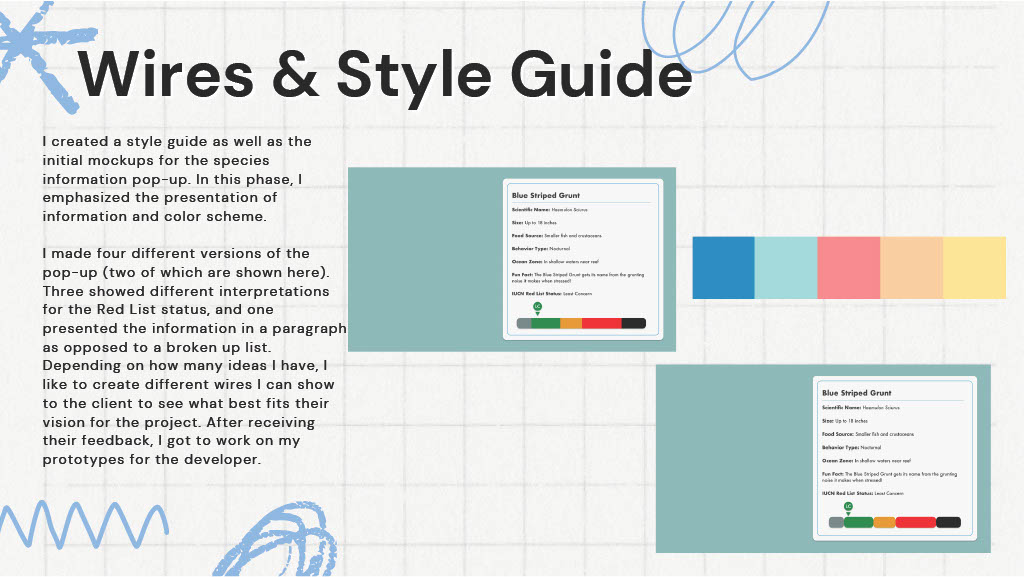 Wires & Style Guide
I created a style guide as well as the
initial mockups for the species
information pop-up. In this phase, I
emphasized the presentation of
information and color scheme.
I made four different versions of the
pop-up (two of which are shown here).
Three showed different interpretations
for the Red List status, and one
presented the information in a paragraph
as opposed to a broken up list.
Depending on how many ideas I have, I
like to create different wires I can show
to the client to see what best fits their
vision for the project. After receiving
their feedback, I got to work on my
prototypes for the developer.
Blue Striped Grunt
Scientific Name: Haemulon Sciurus
Size: Up to 18 inches
Food Source: Smaller fish and crustaceans
Behavior Type: Nocturnal
Ocean Zone: In shallow waters near reef
Fun Fact: The Blue Striped Grunt gets its name from the grunting
noise it makes when stressed!
IUCN Red List Status: Least Concern
LC
Blue Striped Grunt
Scientific Name: Haemulon Sciurus
Size: Up to 18 inches
Food Source: Smaller fish and crustaceans
Behavior Type: Nocturnal
Ocean Zone: In shallow waters near reef
Fun Fact: The Blue Striped Grunt gets its name from the grunting
noise it makes when stressed!
IUCN Red List Status: Least Concern
LC